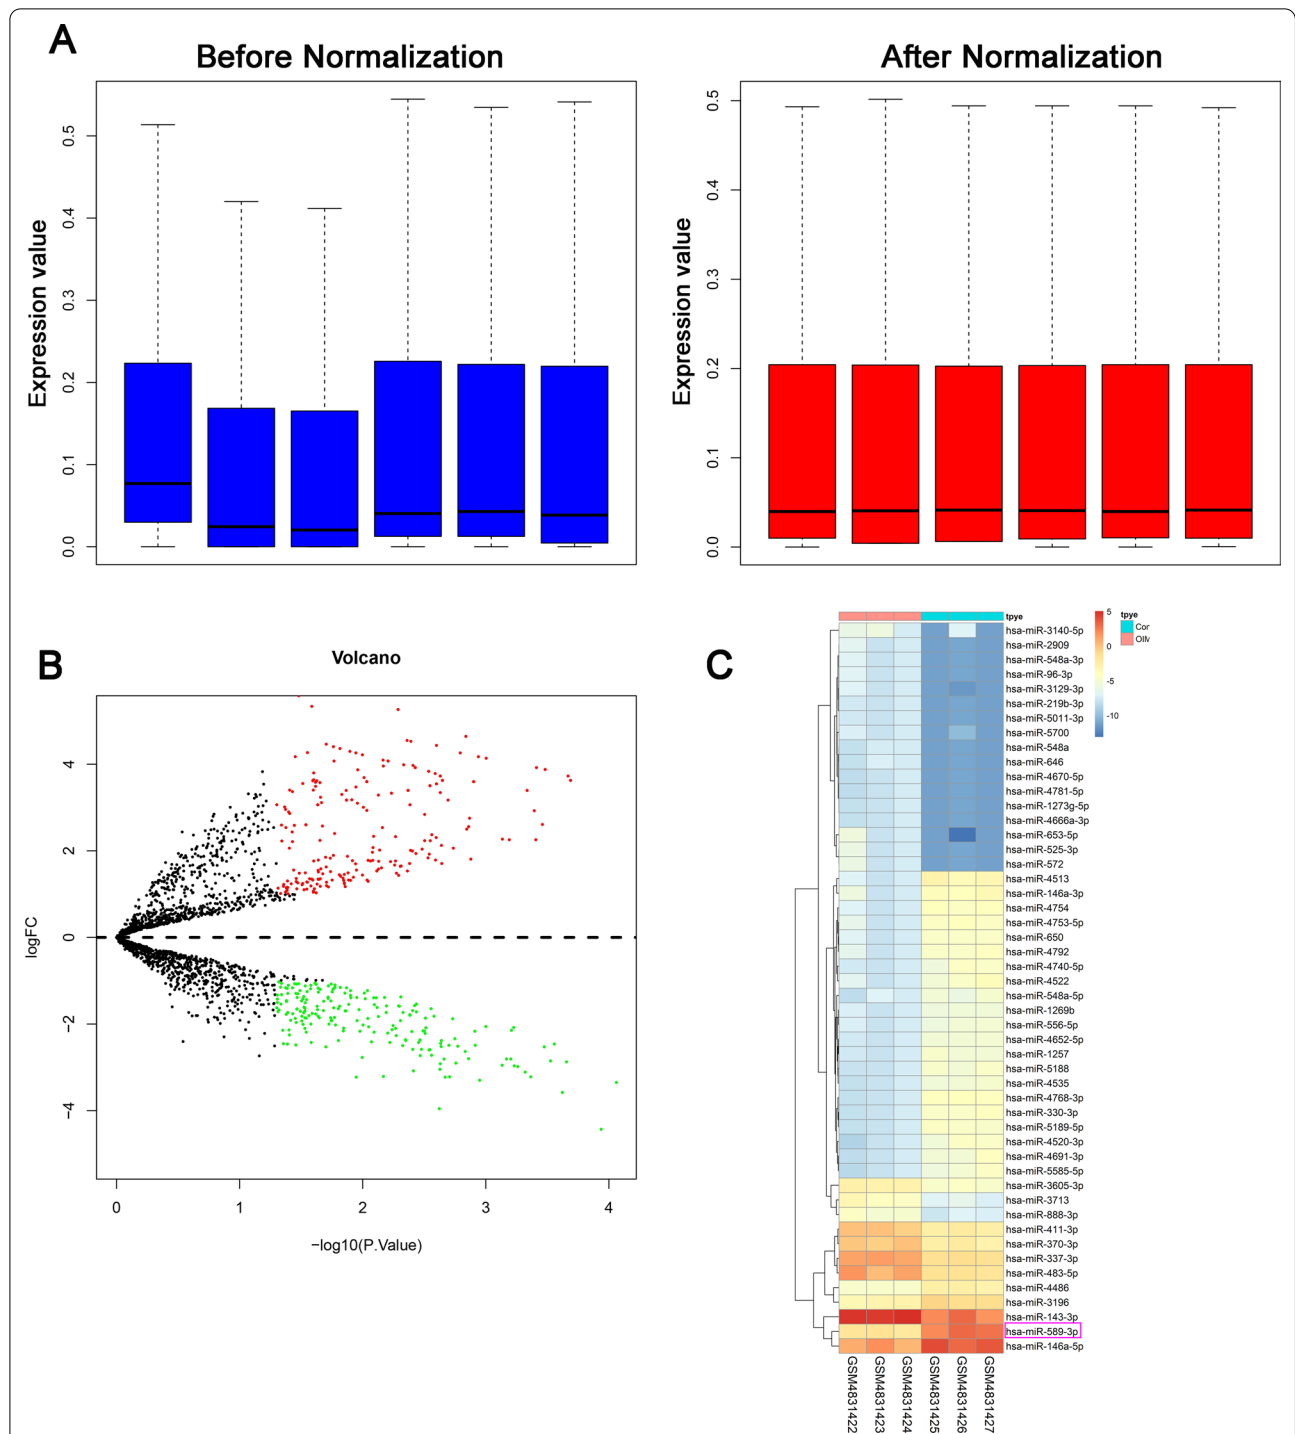 A
Before Normalization
After Normalization
Expression value
0.0
0.1
0.2
0.3
0.4
0.5
Expression value
0.0
0.1
0.2
0.3
0.4
0.5
B
Volcano
logFC
4
2
0
−2
−4
0
1
2
3
4
−log10(P.Value)
C
tpye
hsa-miR-3140-5p
hsa-miR-2909
hsa-miR-548a-3p
hsa-miR-96-3p
hsa-miR-3129-3p
hsa-miR-219b-3p
hsa-miR-5011-3p
hsa-miR-5700
hsa-miR-548a
hsa-miR-646
hsa-miR-4670-5p
hsa-miR-4781-5p
hsa-miR-1273g-5p
hsa-miR-4666a-3p
hsa-miR-653-5p
hsa-miR-525-3p
hsa-miR-572
hsa-miR-4513
hsa-miR-146a-3p
hsa-miR-4754
hsa-miR-4753-5p
hsa-miR-650
hsa-miR-4792
hsa-miR-4740-5p
hsa-miR-4522
hsa-miR-548a-5p
hsa-miR-1269b
hsa-miR-556-5p
hsa-miR-4652-5p
hsa-miR-1257
hsa-miR-5188
hsa-miR-4535
hsa-miR-4768-3p
hsa-miR-330-3p
hsa-miR-5189-5p
hsa-miR-4520-3p
hsa-miR-4691-3p
hsa-miR-5585-5p
hsa-miR-3605-3p
hsa-miR-3713
hsa-miR-888-3p
hsa-miR-411-3p
hsa-miR-370-3p
hsa-miR-337-3p
hsa-miR-483-5p
hsa-miR-4486
hsa-miR-3196
hsa-miR-143-3p
hsa-miR-589-3p
hsa-miR-146a-5p
GSM4831422
GSM4831423
GSM4831424
GSM4831425
GSM4831426
GSM4831427
5
0
-5
-10
tpye
Cor